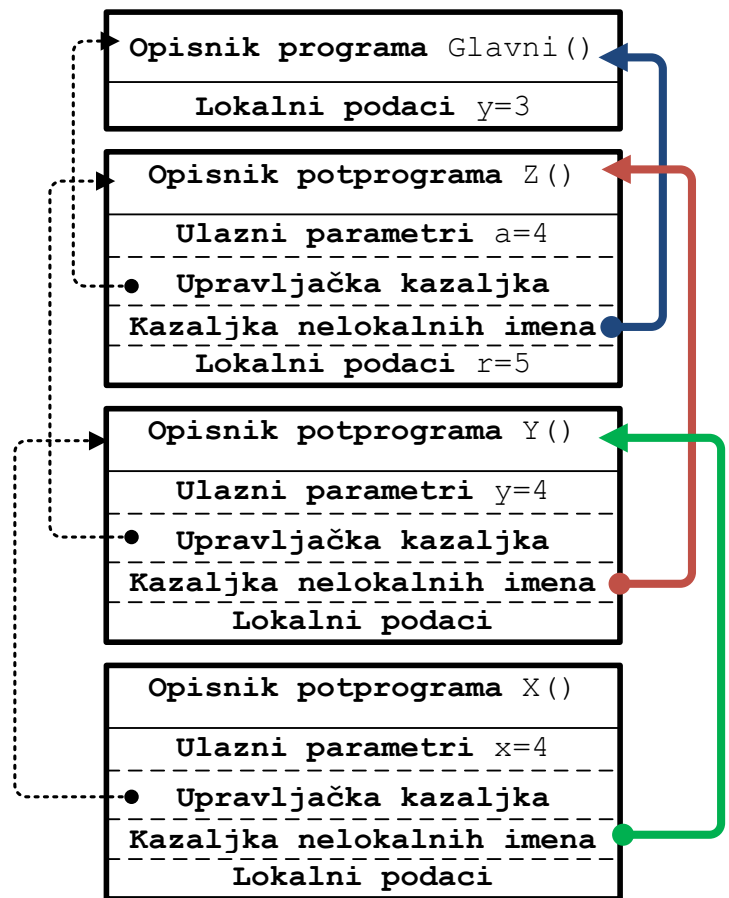 Opisnik programa Glavni()
Lokalni podaci y=3
Opisnik potprograma Z()
Ulazni parametri a=4
Upravljačka kazaljka
Kazaljka nelokalnih imena
Lokalni podaci r=5
Opisnik potprograma Y()
Ulazni parametri y=4
Upravljačka kazaljka
Kazaljka nelokalnih imena
Lokalni podaci
Opisnik potprograma X()
Ulazni parametri x=4
Upravljačka kazaljka
Kazaljka nelokalnih imena
Lokalni podaci